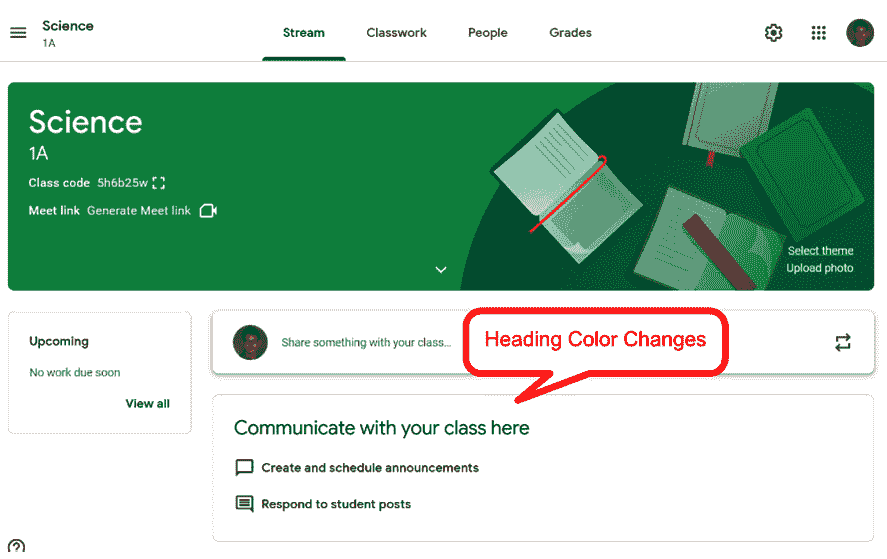 Science
1A
Stream Classwork People Grades
Science
1A
Class code 5h6b25w
Meet link Generate Meet link
Select theme
Upload photo
Upcoming
No work due soon
View all
Share something with your class...
Heading Color Changes
Communicate with your class here
Create and schedule announcements
Respond to student posts